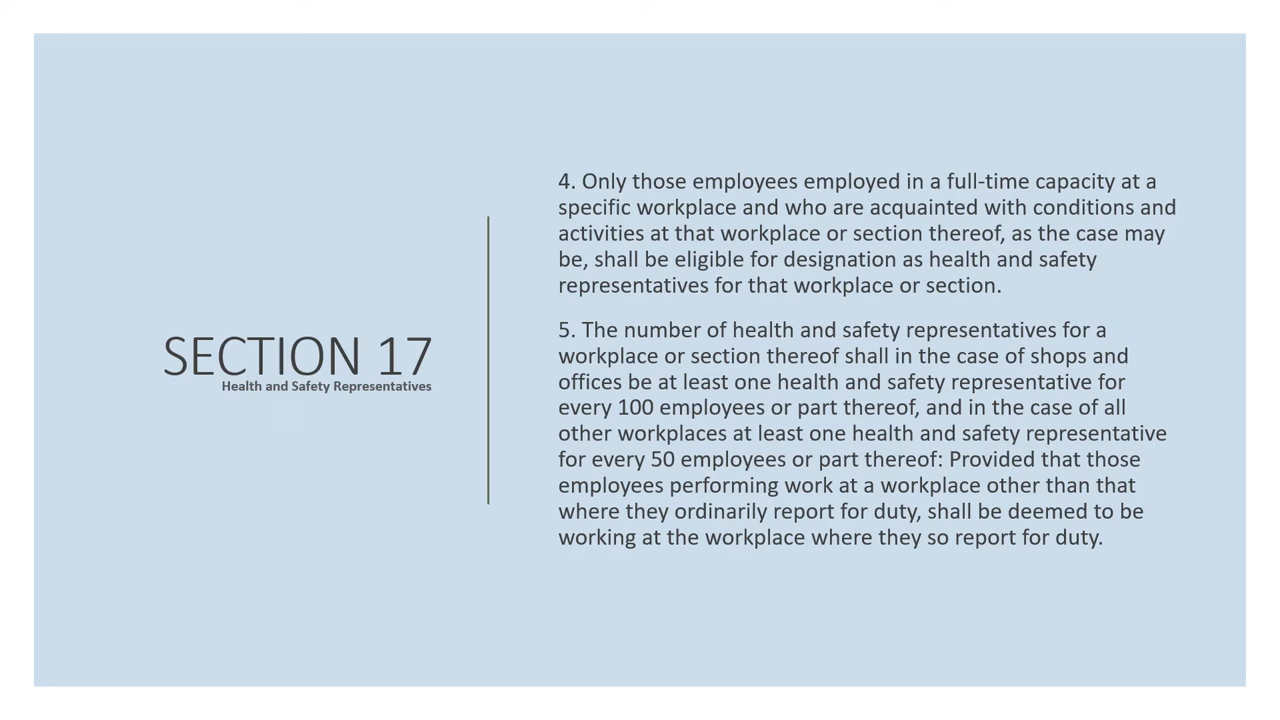 SECTION 17
Health and Safety Representatives
4. Only those employees employed in a full-time capacity at a
specific workplace and who are acquainted with conditions and
activities at that workplace or section thereof, as the case may
be, shall be eligible for designation as health and safety
representatives for that workplace or section.
5. The number of health and safety representatives for a
workplace or section thereof shall in the case of shops and
offices be at least one health and safety representative for
every 100 employees or part thereof, and in the case of all
other workplaces at least one health and safety representative
for every 50 employees or part thereof: Provided that those
employees performing work at a workplace other than that
where they ordinarily report for duty, shall be deemed to be
working at the workplace where they so report for duty.